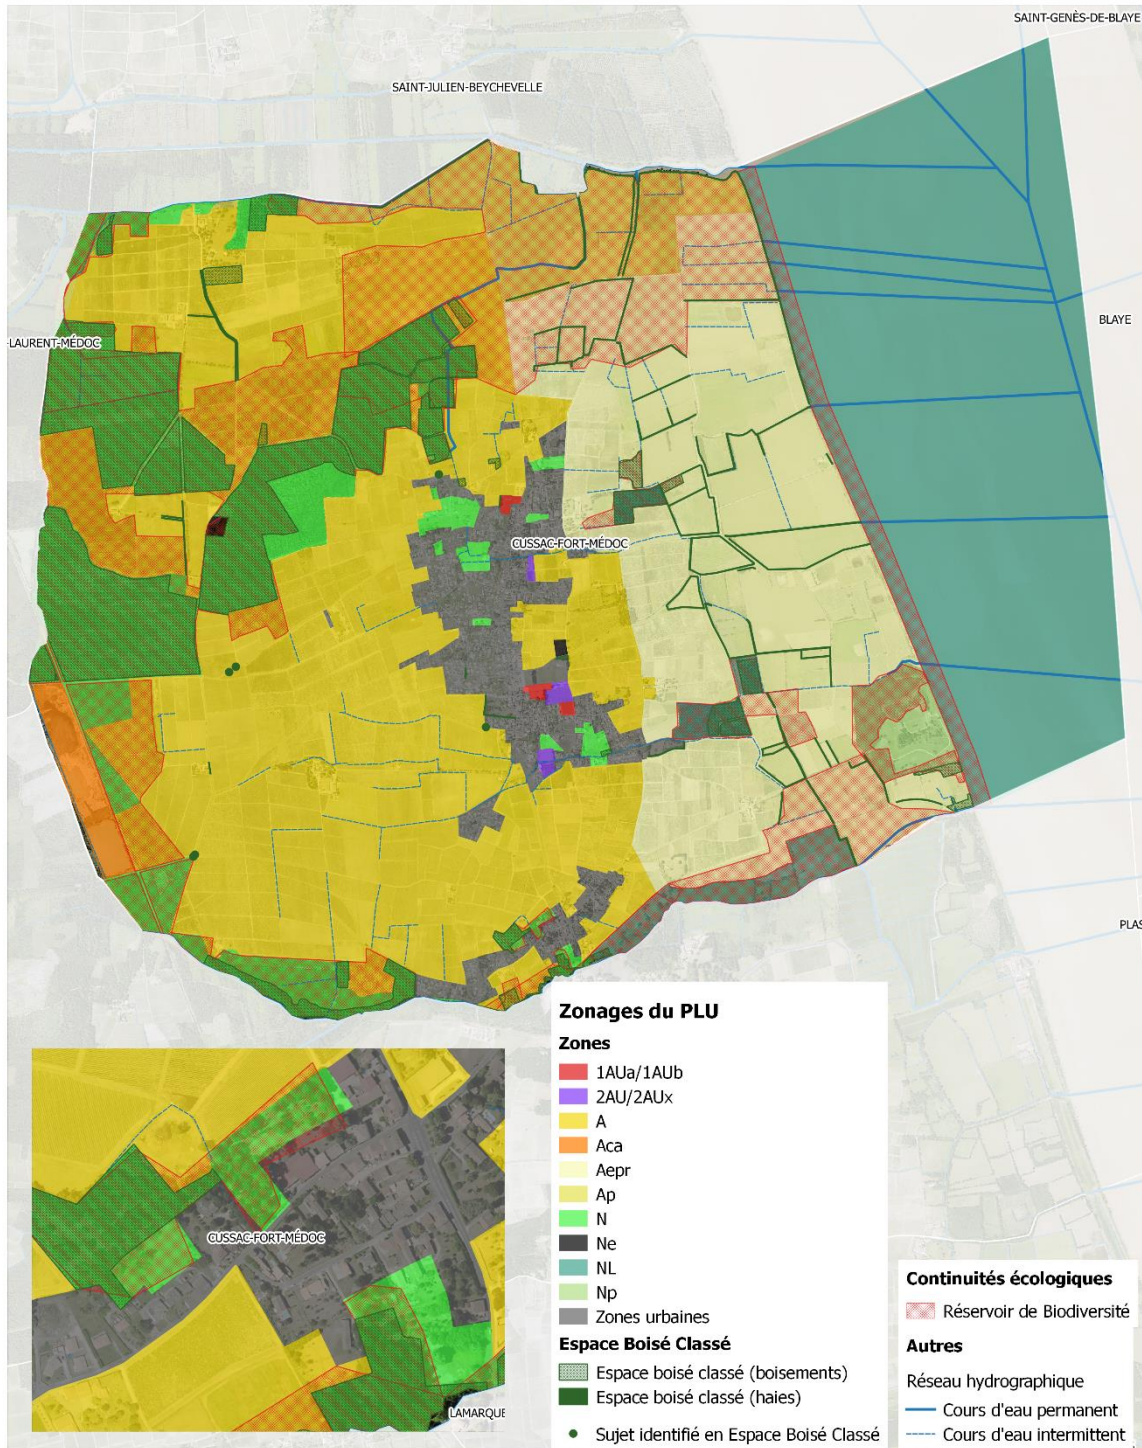 SAINT-GENÈS-DE-BLAYE
SAINT-JULIEN-BEYCHEVELLE
BLAYE
-LAURENT-MÉDOC
CUSSAC-FORT-MÉDOC
PLAS
Zonages du PLU
Zones
1AUa/1AUb
2AU/2AUx
A
Aca
Aepr
Ap
N
Ne
NL
Np
Zones urbaines
Espace Boisé Classé
Espace boisé classé (boisements)
Espace boisé classé (haies)
Sujet identifié en Espace Boisé Classé
CUSSAC-FORT-MÉDOC
LAMARQUE
Continuités écologiques
Réservoir de Biodiversité
Autres
Réseau hydrographique
Cours d'eau permanent
Cours d'eau intermittent